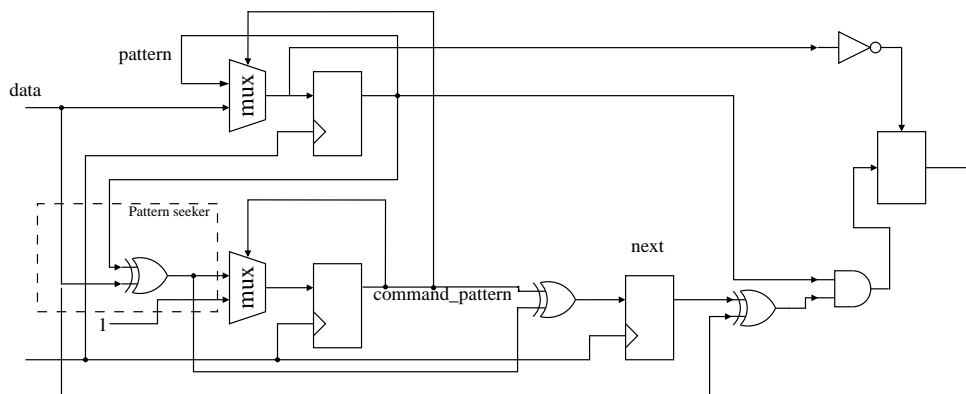 pattern
data
mux
Pattern seeker
mux
next
command_pattern
1